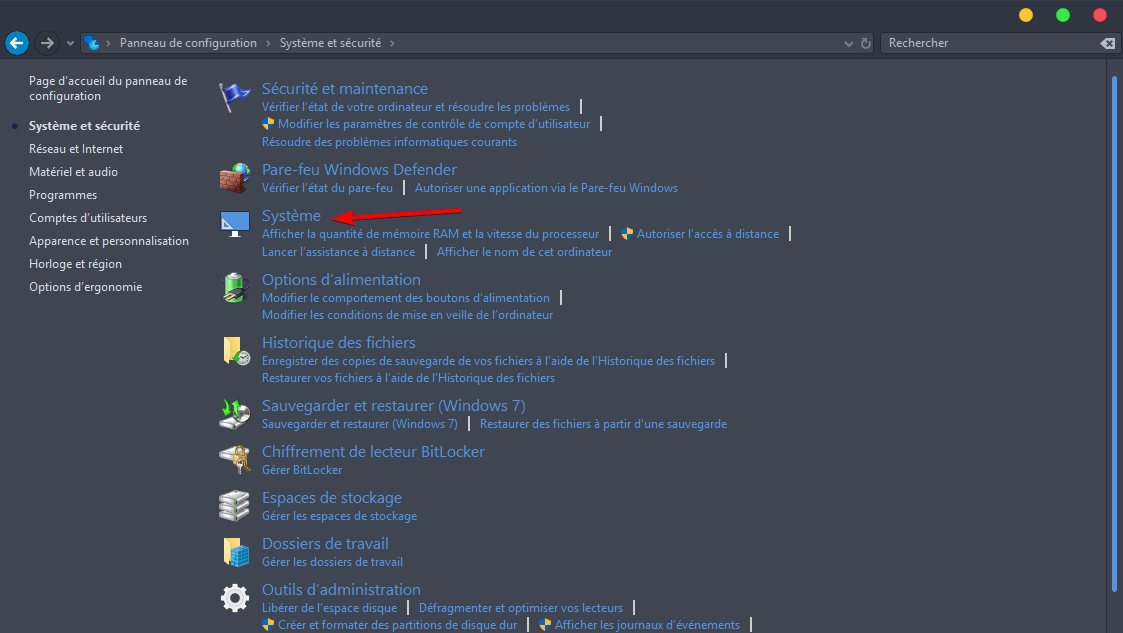 Panneau de configuration > Système et sécurité >
Rechercher
Page d'accueil du panneau de
configuration
Système et sécurité
Réseau et Internet
Matériel et audio
Programmes
Comptes d'utilisateurs
Apparence et personnalisation
Horloge et région
Options d'ergonomie
Sécurité et maintenance
Vérifier l'état de votre ordinateur et résoudre les problèmes
Modifier les paramètres de contrôle de compte d'utilisateur
Résoudre des problèmes informatiques courants
Pare-feu Windows Defender
Vérifier l'état du pare-feu | Autoriser une application via le Pare-feu Windows
Système
Afficher la quantité de mémoire RAM et la vitesse du processeur | Autoriser l'accès à distance
Lancer l'assistance à distance | Afficher le nom de cet ordinateur
Options d'alimentation
Modifier le comportement des boutons d'alimentation
Modifier les conditions de mise en veille de l'ordinateur
Historique des fichiers
Enregistrer des copies de sauvegarde de vos fichiers à l'aide de l'Historique des fichiers
Restaurer vos fichiers à l'aide de l'Historique des fichiers
Sauvegarder et restaurer (Windows 7)
Sauvegarder et restaurer (Windows 7) | Restaurer des fichiers à partir d'une sauvegarde
Chiffrement de lecteur BitLocker
Gérer BitLocker
Espaces de stockage
Gérer les espaces de stockage
Dossiers de travail
Gérer les dossiers de travail
Outils d'administration
Libérer de l'espace disque | Défragmenter et optimiser vos lecteurs
Créer et formater des partitions de disque dur | Afficher les journaux d'événements